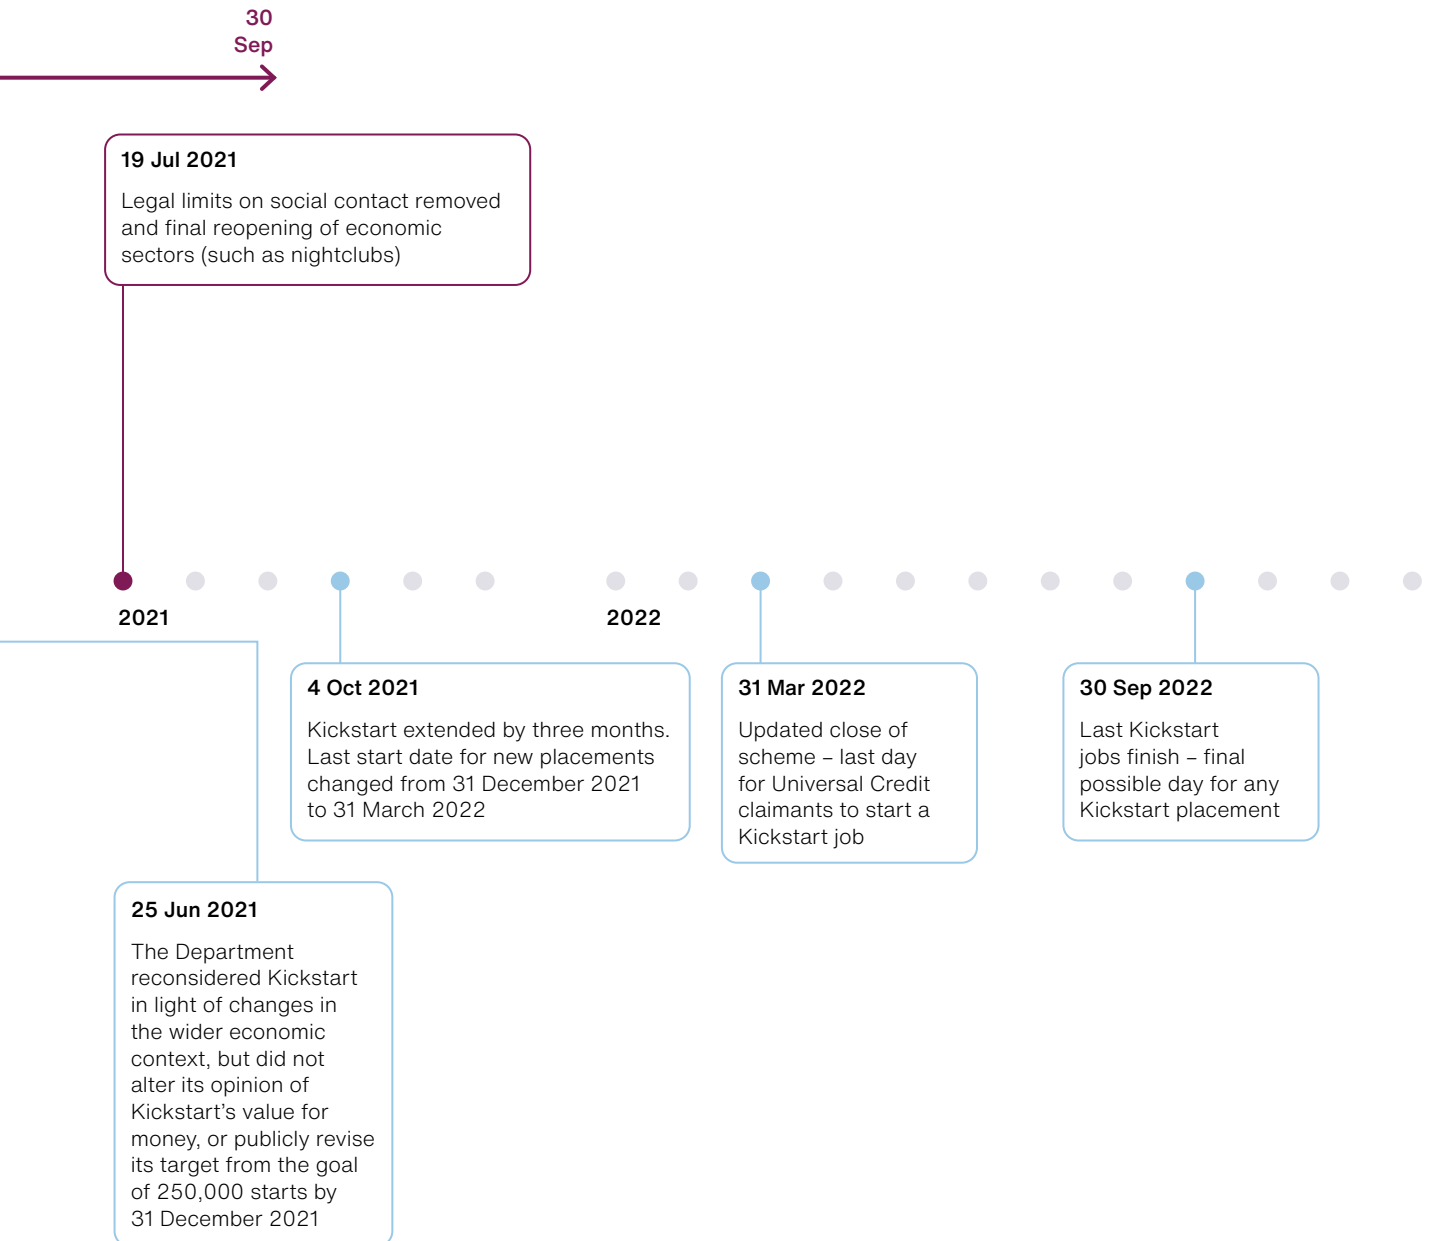 30
Sep
19 Jul 2021
Legal limits on social contact removed
and final reopening of economic
sectors (such as nightclubs)
2021
2022
4 Oct 2021
Kickstart extended by three months.
Last start date for new placements
changed from 31 December 2021
to 31 March 2022
31 Mar 2022
Updated close of
scheme – last day
for Universal Credit
claimants to start a
Kickstart job
30 Sep 2022
Last Kickstart
jobs finish – final
possible day for any
Kickstart placement
25 Jun 2021
The Department
reconsidered Kickstart
in light of changes in
the wider economic
context, but did not
alter its opinion of
Kickstart’s value for
money, or publicly revise
its target from the goal
of 250,000 starts by
31 December 2021